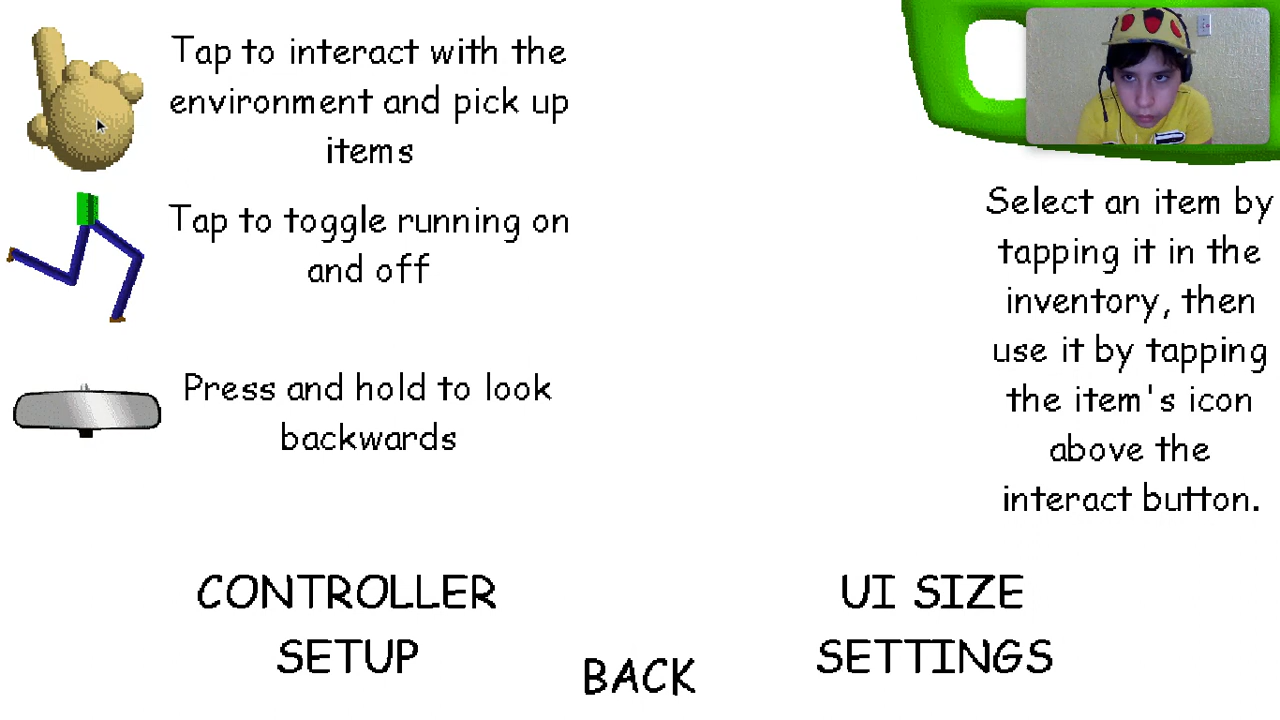 Tap to interact with the
environment and pick up
items
Tap to toggle running on
and off
Press and hold to look
backwards
Select an item by
tapping it in the
inventory, then
use it by tapping
the item's icon
above the
interact button.
CONTROLLER
SETUP
BACK
UI SIZE
SETTINGS